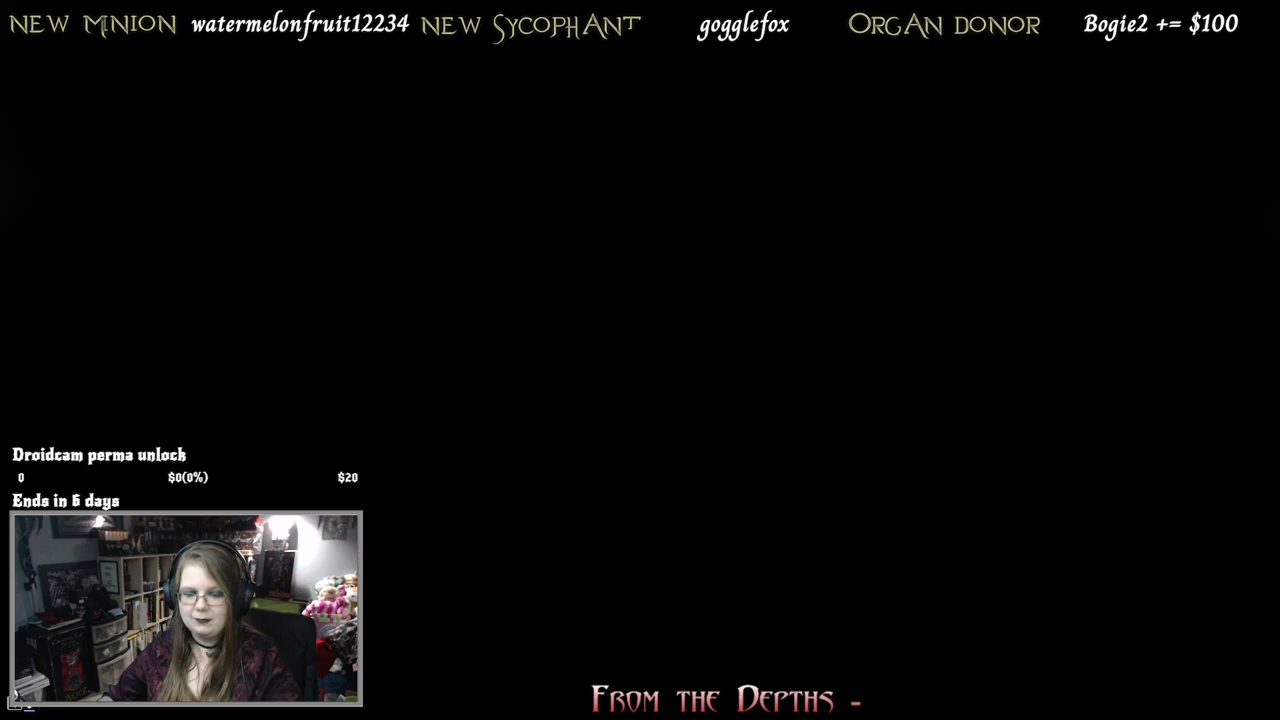 NEW MINION watermelonfruit12234 NEW SYCOPHANT gogglefox ORGAN DONOR Bogie2 += $100
Droidcam perma unlock
0 $0(0%) $20
Ends in 6 days
From the Depths -